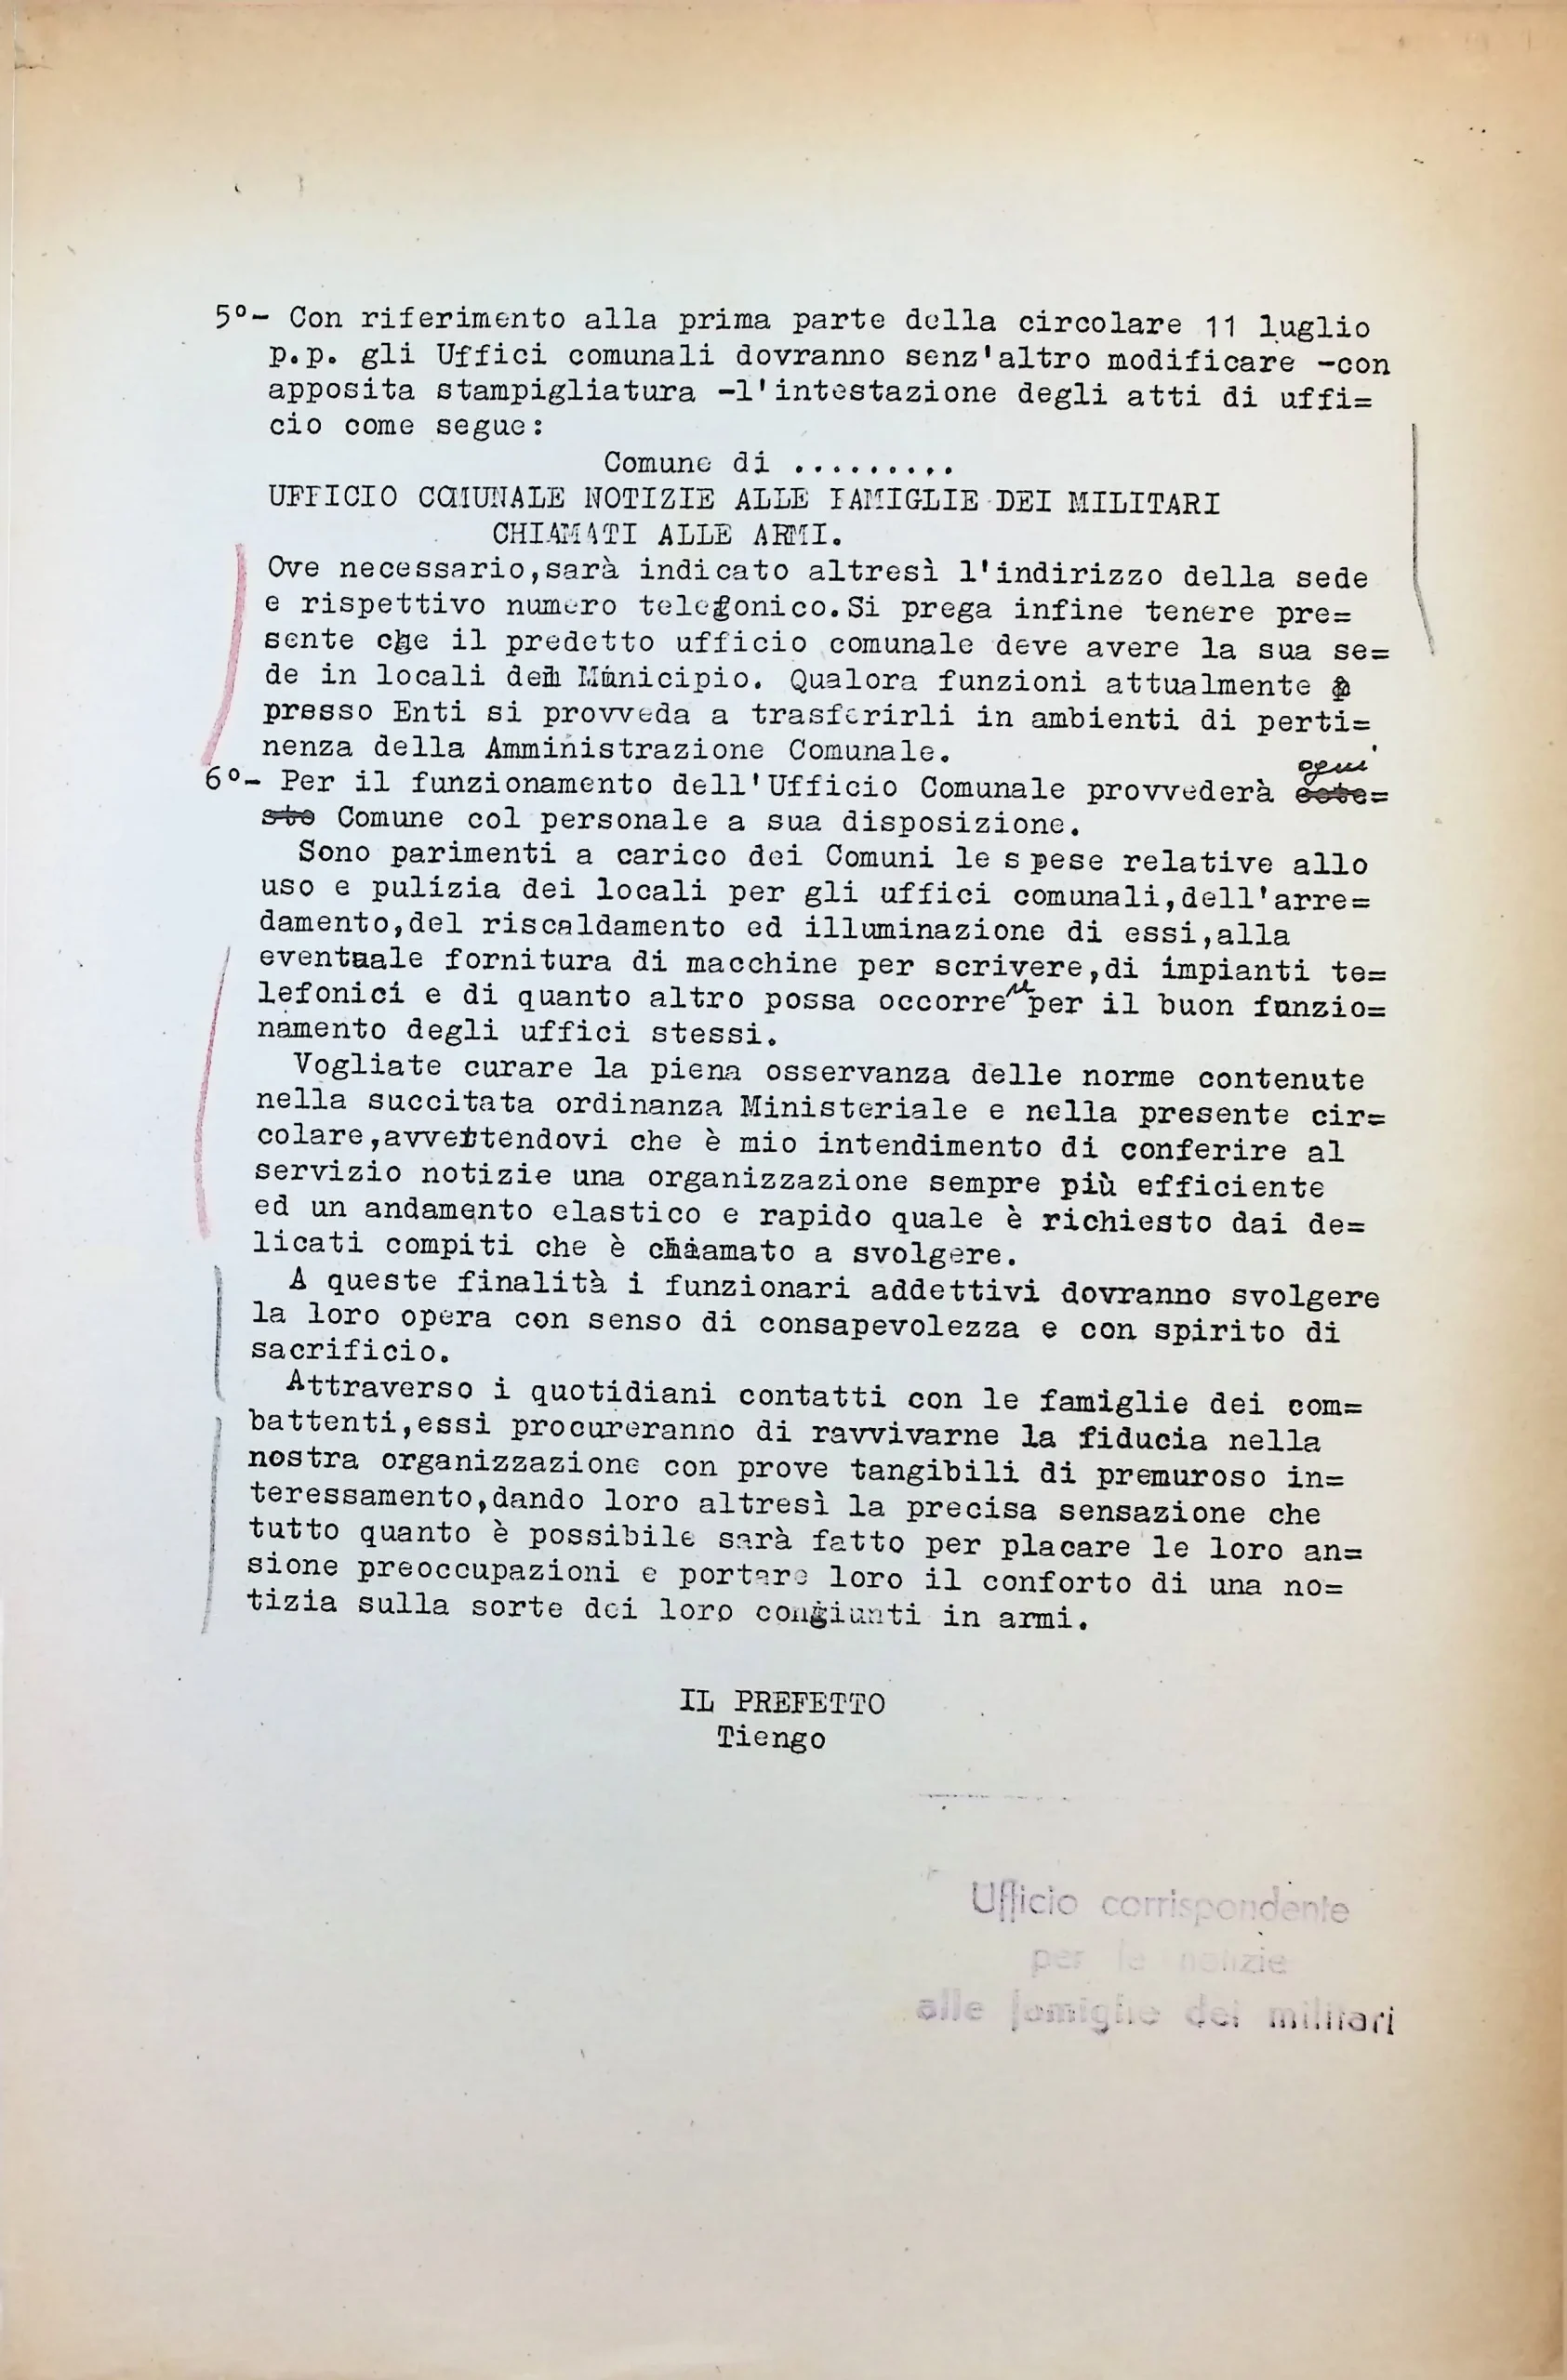 5°- Con riferimento alla prima parte della circolare 11 luglio
p.p. gli Uffici comunali dovranno senz'altro modificare -con
apposita stampigliatura -l'intestazione degli atti di uffi=
cio come segue:
Comune di .........
UFFICIO COMUNALE NOTIZIE ALLE FAMIGLIE DEI MILITARI
CHIAMATI ALLE ARMI.
Ove necessario,sarà indicato altresì l'indirizzo della sede
e rispettivo numero telefonico.Si prega infine tenere pre=
sente che il predetto ufficio comunale deve avere la sua se=
de in locali del Municipio. Qualora funzioni attualmente
presso Enti si provveda a trasferirli in ambienti di perti=
nenza della Amministrazione Comunale.
ogni
6°- Per il funzionamento dell'Ufficio Comunale provvederà cote=
sto Comune col personale a sua disposizione.
Sono parimenti a carico dei Comuni le spese relative allo
uso e pulizia dei locali per gli uffici comunali,dell'arre=
damento,del riscaldamento ed illuminazione di essi,alla
eventuale fornitura di macchine per scrivere,di impianti te=
lefonici e di quanto altro possa occorre per il buon funzio=
namento degli uffici stessi.
Vogliate curare la piena osservanza delle norme contenute
nella succitata ordinanza Ministeriale e nella presente cir=
colare,avvertendovi che è mio intendimento di conferire al
servizio notizie una organizzazione sempre più efficiente
ed un andamento elastico e rapido quale è richiesto dai de=
licati compiti che è chiamato a svolgere.
A queste finalità i funzionari addettivi dovranno svolgere
la loro opera con senso di consapevolezza e con spirito di
sacrificio.
Attraverso i quotidiani contatti con le famiglie dei com=
battenti,essi procureranno di ravvivarne la fiducia nella
nostra organizzazione con prove tangibili di premuroso in=
teressamento,dando loro altresì la precisa sensazione che
tutto quanto è possibile sarà fatto per placare le loro an=
sione preoccupazioni e portare loro il conforto di una no=
tizia sulla sorte dei loro congiunti in armi.
IL PREFETTO
Tiengo
Ufficio corrispondente
per le notizie
alle famiglie dei militari